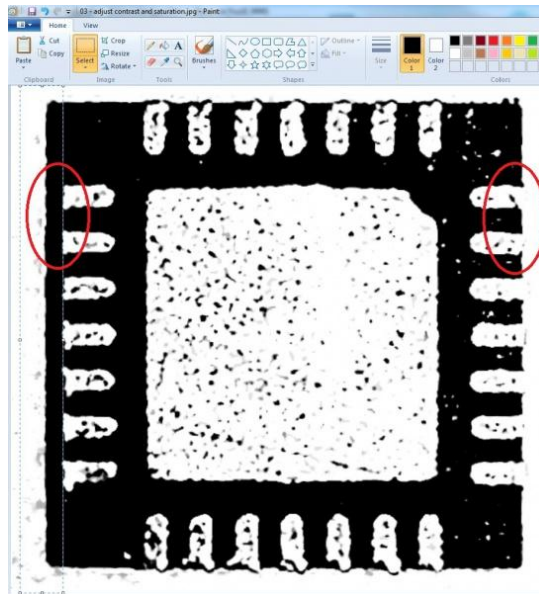 03 - adjust contrast and saturation.jpg - Paint
Home View
Paste
Cut
Copy
Clipboard
Select
Crop
Resize
Rotate
Image
Tools
Brushes
Shapes
Outline
Fill
Size
Color 1
Color 2
Colors